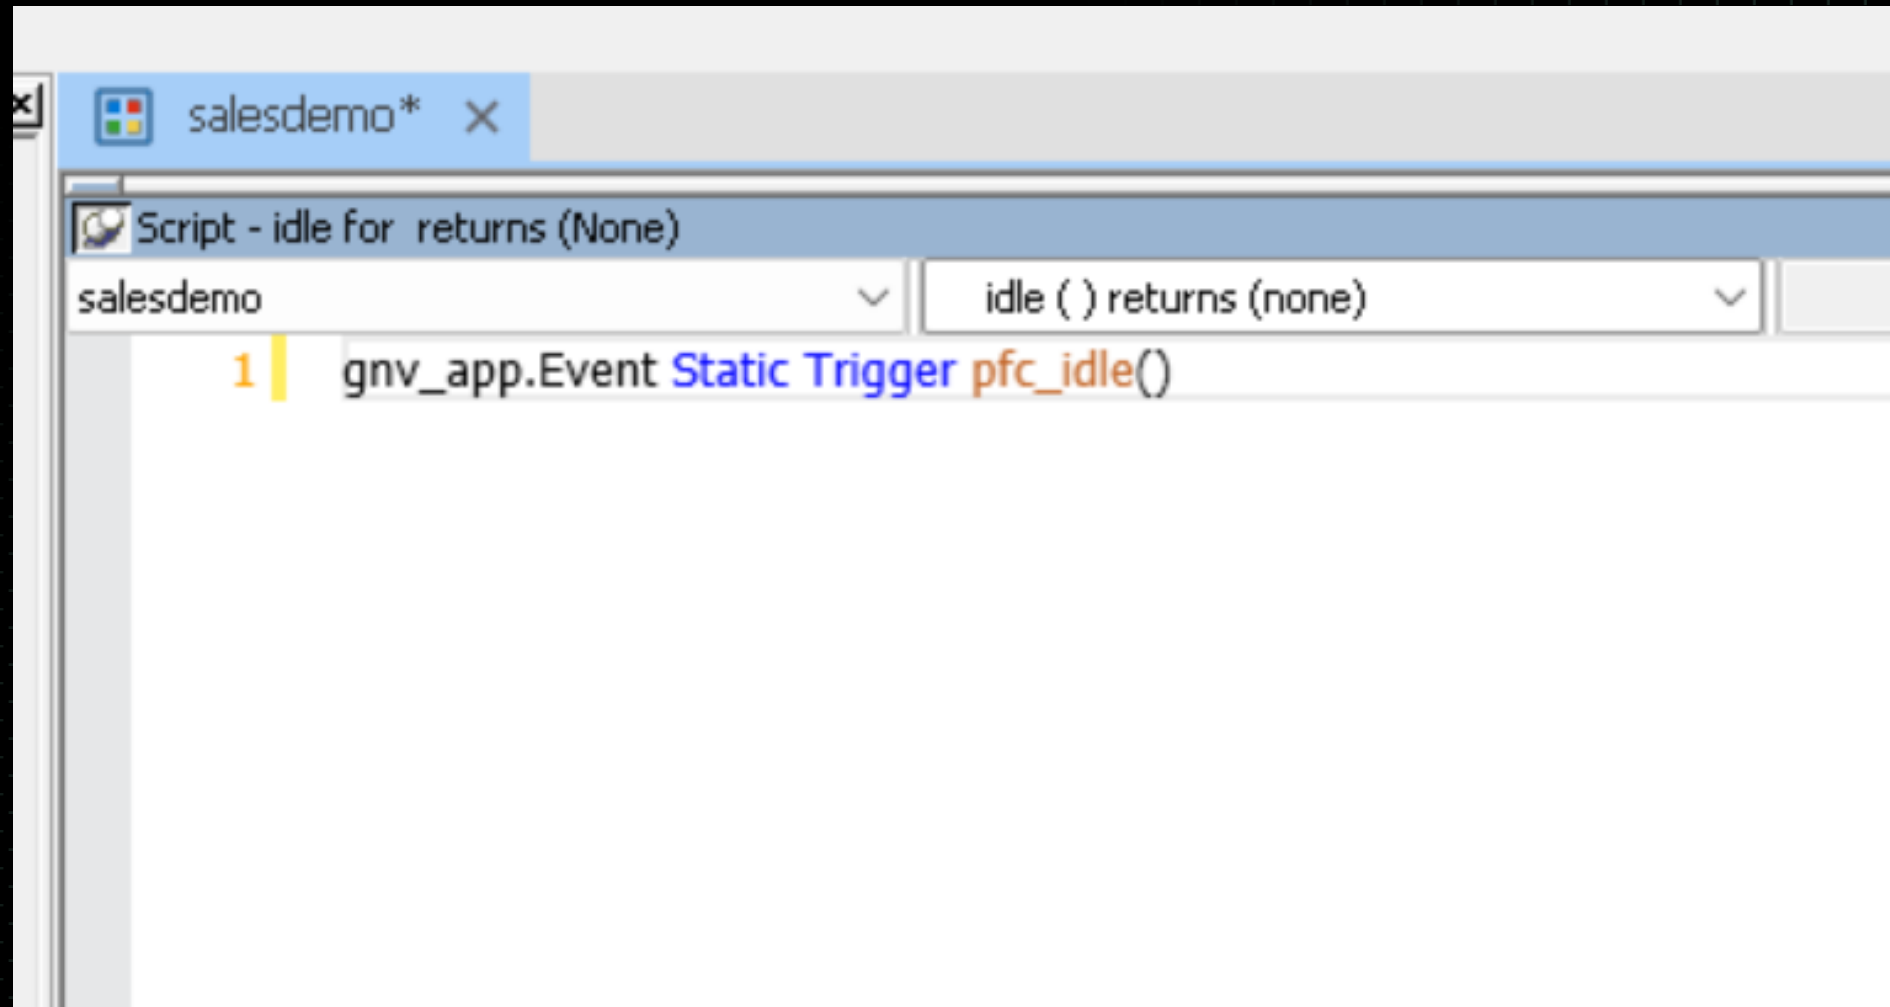 salesdemo*
Script - idle for returns (None)
salesdemo
idle ( ) returns (none)
1 gnv_app.Event Static Trigger pfc_idle()